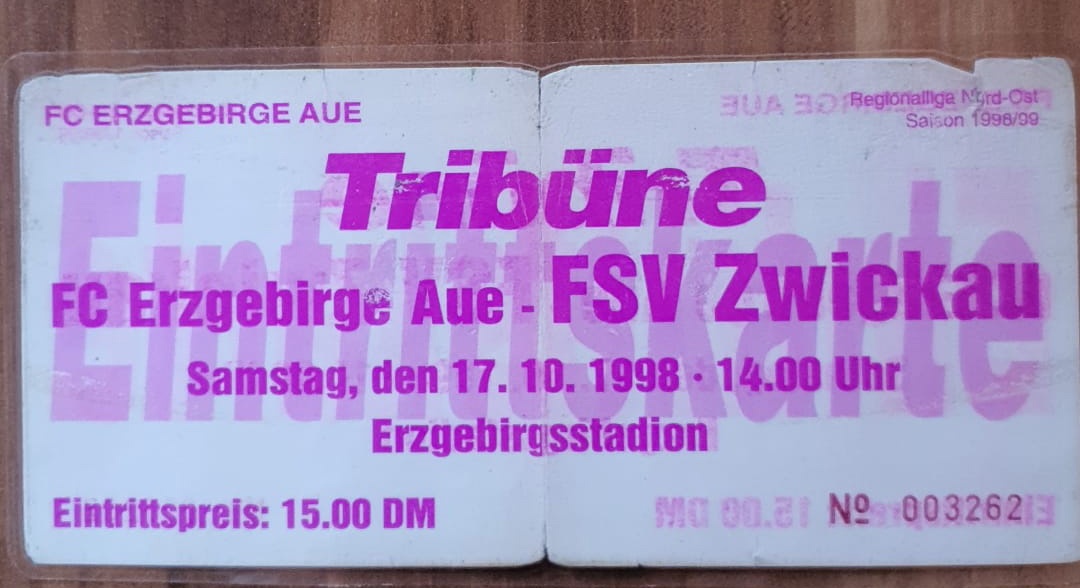 FC ERZGEBIRGE AUE
Regionalliga Nord-Ost
Saison 1998/99
Tribüne
Eintrittskarte
FC Erzgebirge Aue - FSV Zwickau
Samstag, den 17. 10. 1998 · 14.00 Uhr
Erzgebirgsstadion
Eintrittspreis: 15.00 DM
Nº 003262